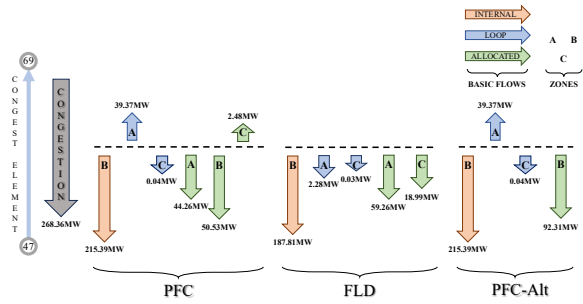 INTERNAL
LOOP
ALLOCATED
A B
C
BASIC FLOWS ZONES
69
CONGEST ELEMENT
47
CONGESTION
268.36MW
39.37MW
A
2.48MW
C
B
C
A
B
0.04MW
44.26MW
50.53MW
215.39MW
PFC
B
A
C
A
C
2.28MW
0.03MW
59.26MW
18.99MW
187.81MW
FLD
39.37MW
A
B
C
B
0.04MW
92.31MW
215.39MW
PFC-Alt